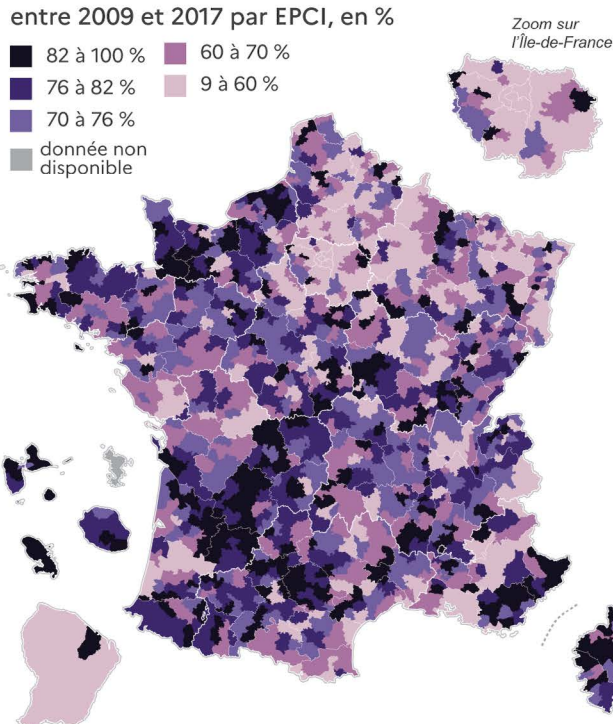 entre 2009 et 2017 par EPCI, en %
82 à 100 %
60 à 70 %
76 à 82 %
9 à 60 %
70 à 76 %
donnée non
disponible
Zoom sur
l'Île-de-France